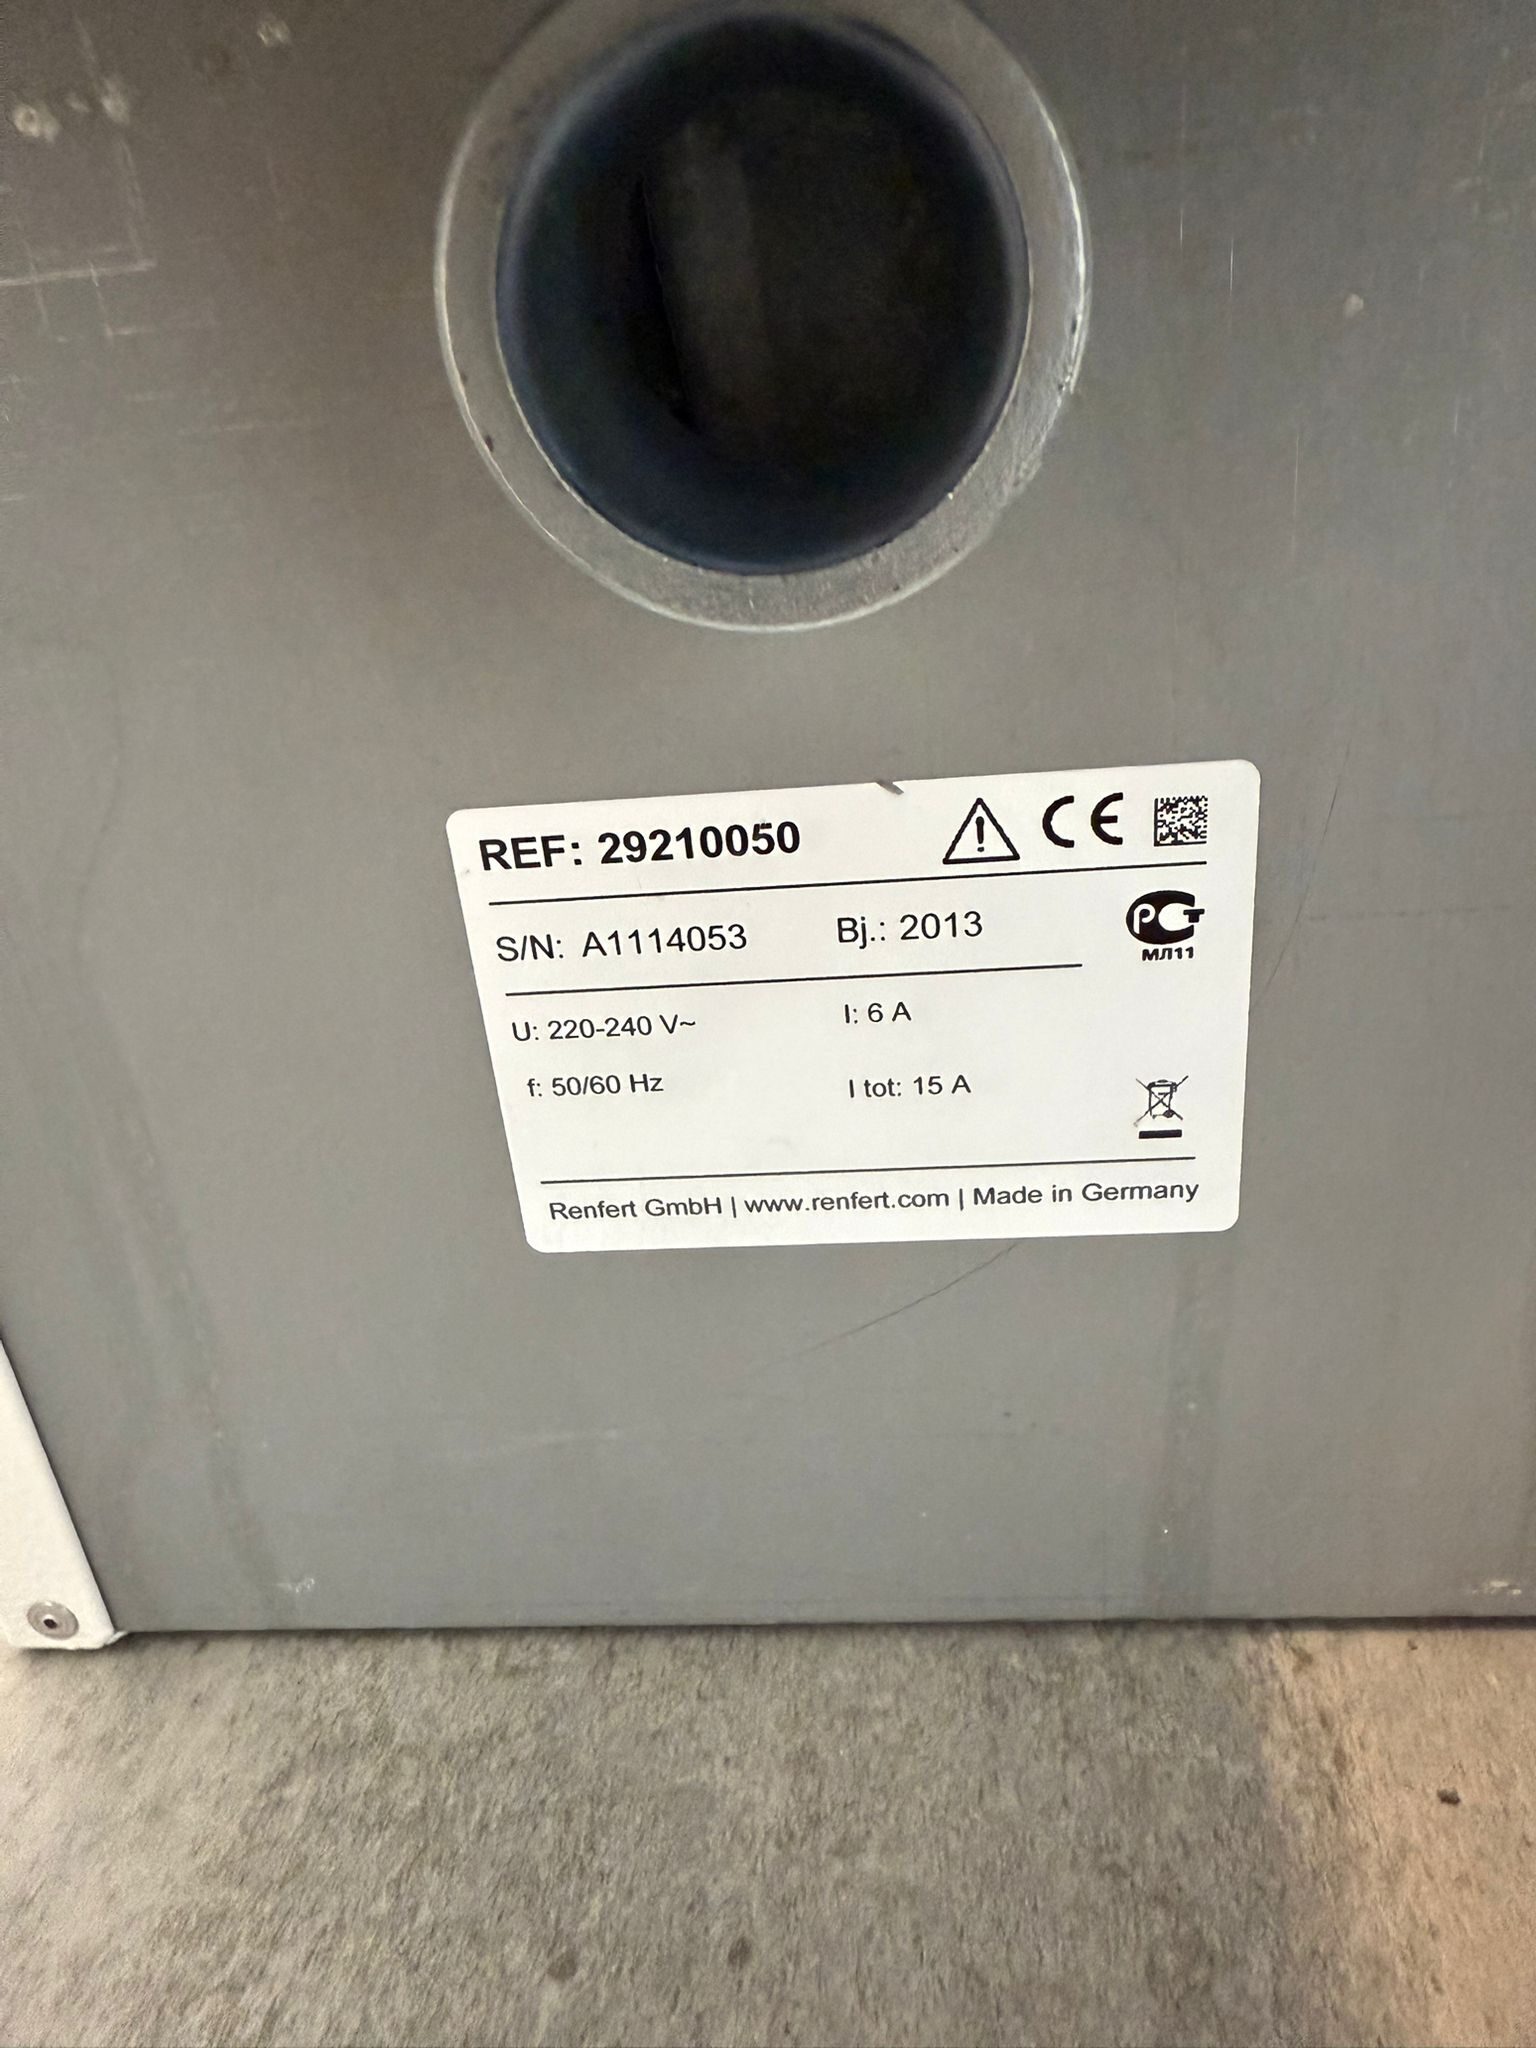 REF: 29210050
CE
S/N: A1114053 Bj.: 2013
РСТ
МЛ11
U: 220-240 V~ I: 6 A
f: 50/60 Hz I tot: 15 A
Renfert GmbH | www.renfert.com | Made in Germany